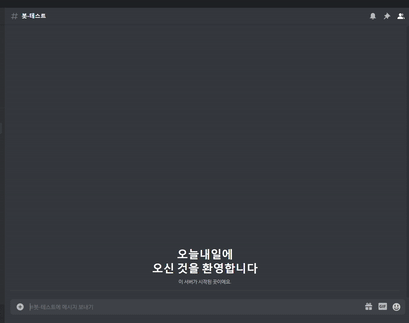 # 봇-테스트
오늘내일에
오신 것을 환영합니다
이 서버가 시작된 곳이에요.
#봇-테스트에 메시지 보내기
GIF